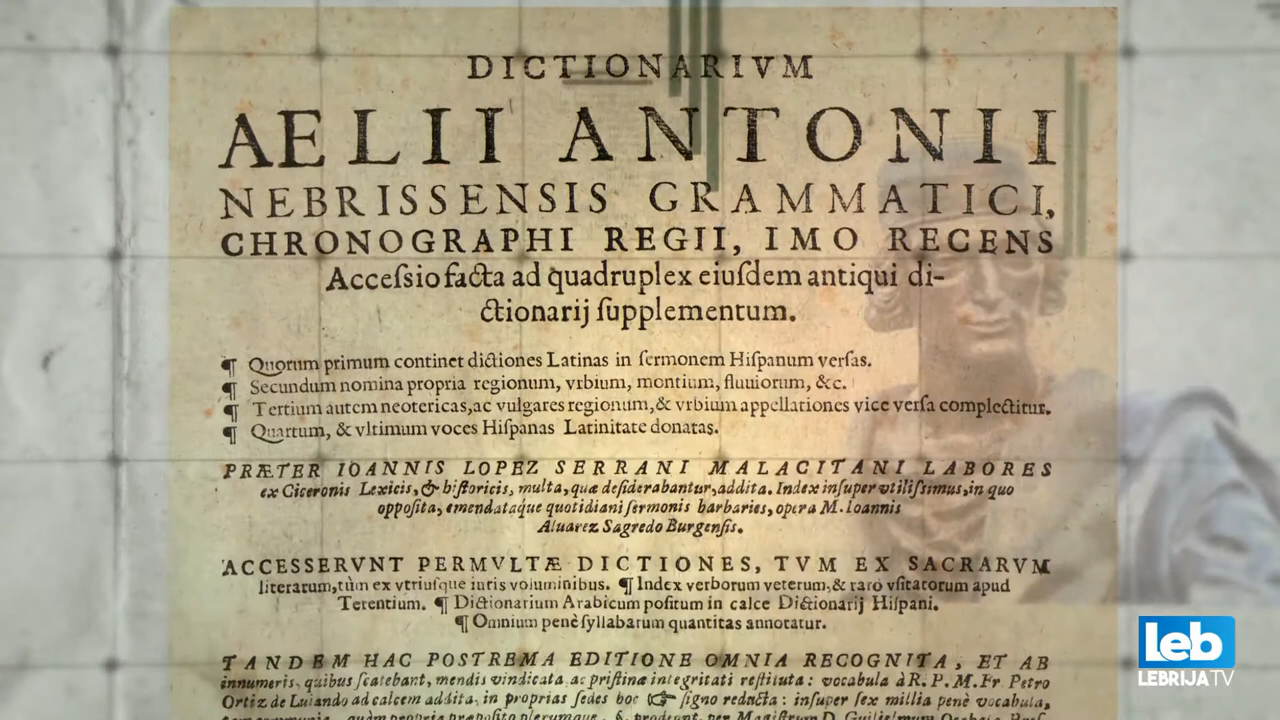 DICTIONARIVM
AELII ANTONII
NEBRISSENSIS GRAMMATICI,
CHRONOGRAPHI REGII, IMO RECENS
Accessio facta ad quadruplex eiusdem antiqui di-
ctionarij supplementum.
¶ Quorum primum continet dictiones Latinas in sermonem Hispanum versas.
¶ Secundum nomina propria regionum, vrbium, montium, fluuiorum, &c.
¶ Tertium autem neotericas, ac vulgares regionum, & vrbium appellationes vice versa complectitur.
¶ Quartum, & vltimum voces Hispanas Latinitate donatas.
PRÆTER IOANNIS LOPEZ SERRANI MALACITANI LABORES
ex Ciceronis Lexicis, & historicis, multa, quæ desiderabantur, addita. Index insuper vtilissimus, in quo
opposita, emendataque quotidiani sermonis barbaries, opera M. Ioannis
Aluarez Sagredo Burgensis.
ACCESSERVNT PERMVLTÆ DICTIONES, TVM EX SACRARVM
literarum, tùm ex vtriusque iuris voluminibus. ¶ Index verborum veterum, & raro vsitatorum apud
Terentium. ¶ Dictionarium Arabicum positum in calce Dictionarij Hispani.
¶ Omnium penè syllabarum quantitas annotatur.
TANDEM HAC POSTREMA EDITIONE OMNIA RECOGNITA, ET AB
innumeris, quibus scatebant, mendis vindicata, ac pristinæ integritati restituta: vocabula à R. P. M. Fr. Petro
Ortiz de Luiando ad calcem addita, in proprias sedes hoc ☞ signo reducta: insuper sex millia penè vocabula,
leb
LEBRIJA TV